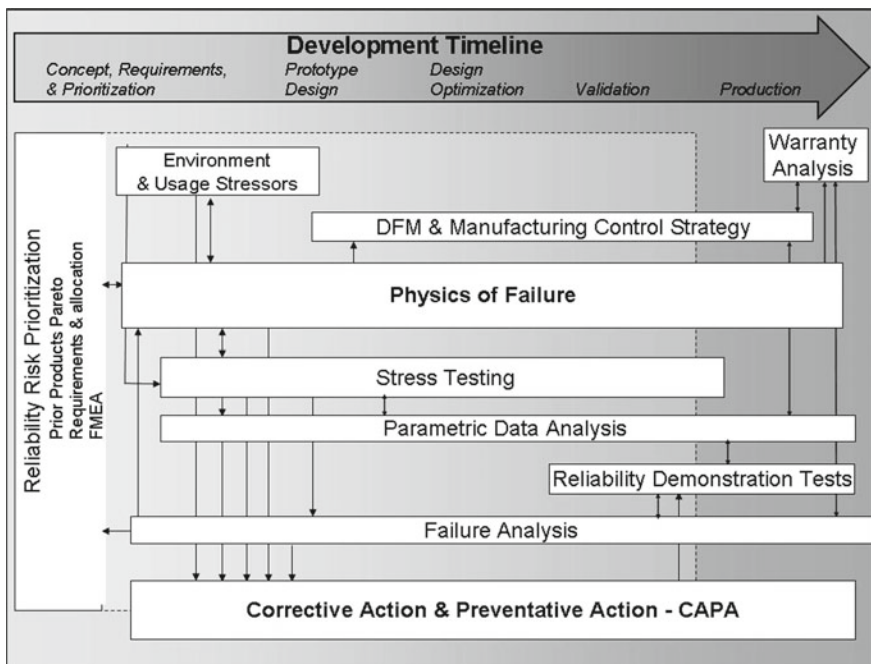 Development Timeline
Concept, Requirements,
& Prioritization
Prototype
Design
Design
Optimization
Validation
Production
Reliability Risk Prioritization
Prior Products Pareto
Requirements & allocation
FMEA
Environment
& Usage Stressors
Warranty
Analysis
DFM & Manufacturing Control Strategy
Physics of Failure
Stress Testing
Parametric Data Analysis
Reliability Demonstration Tests
Failure Analysis
Corrective Action & Preventative Action - CAPA